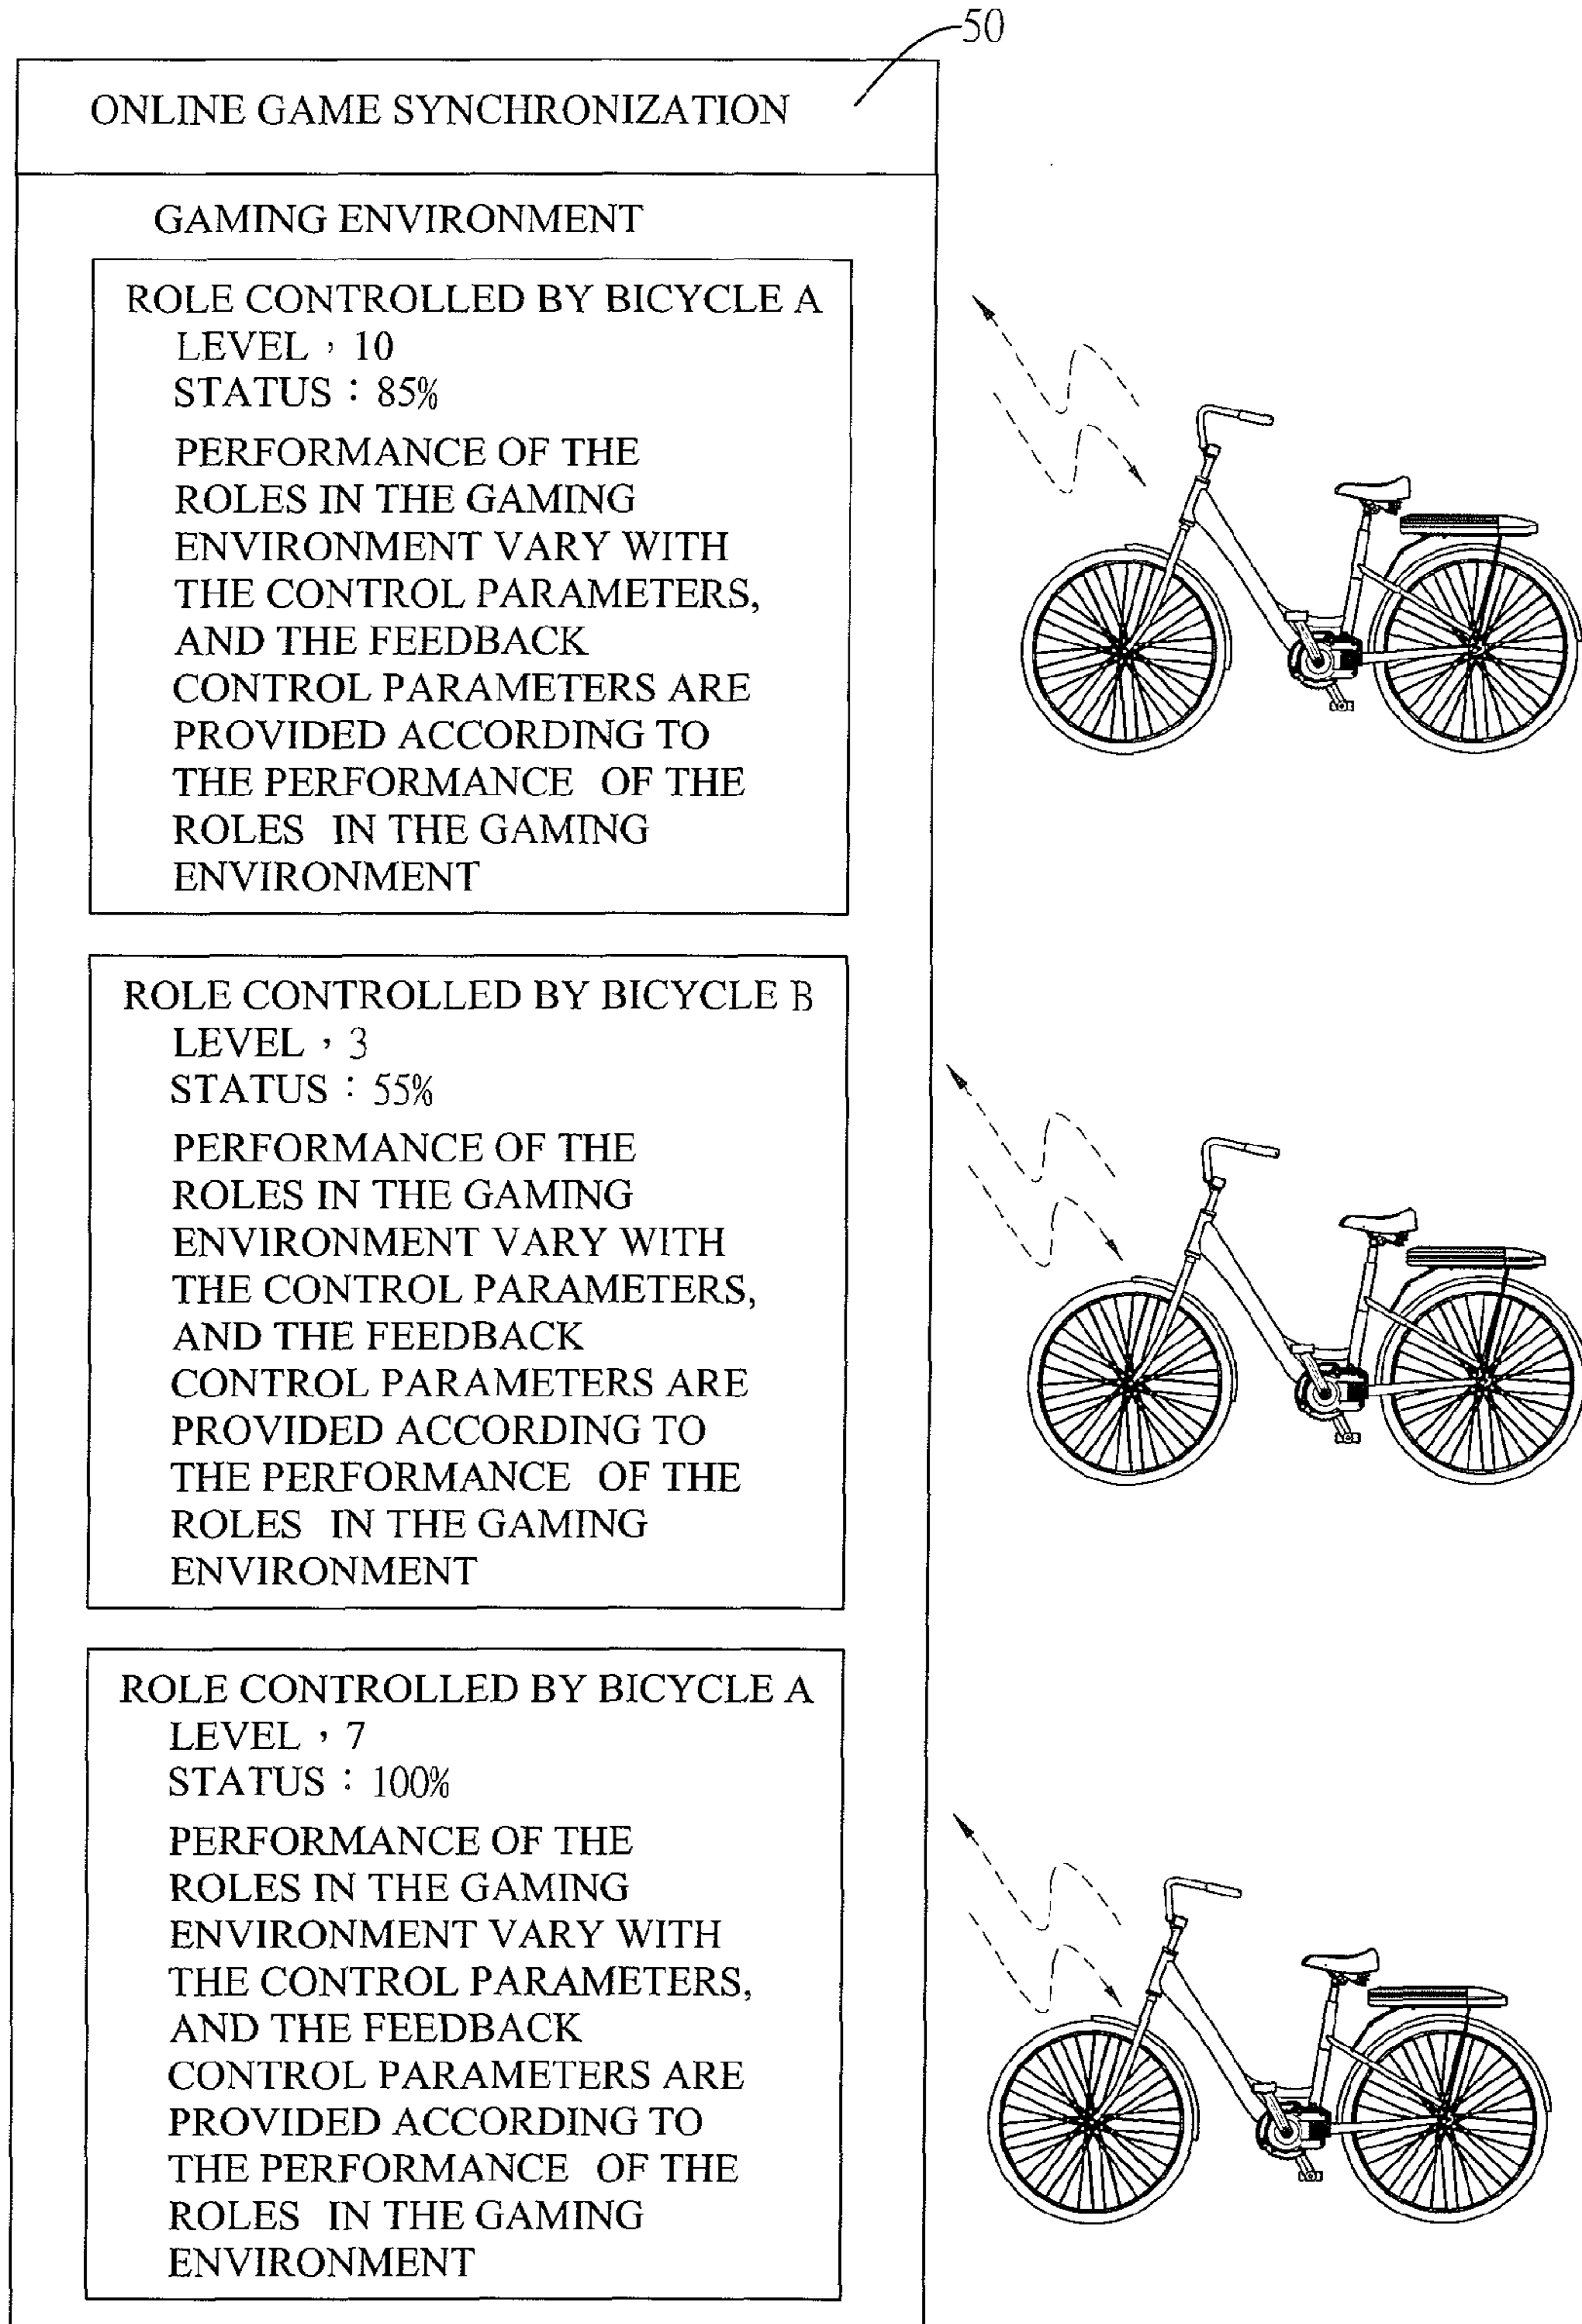 50
ONLINE GAME SYNCHRONIZATION
GAMING ENVIRONMENT
ROLE CONTROLLED BY BICYCLE A
LEVEL，10
STATUS：85%
PERFORMANCE OF THE
ROLES IN THE GAMING
ENVIRONMENT VARY WITH
THE CONTROL PARAMETERS,
AND THE FEEDBACK
CONTROL PARAMETERS ARE
PROVIDED ACCORDING TO
THE PERFORMANCE OF THE
ROLES IN THE GAMING
ENVIRONMENT
ROLE CONTROLLED BY BICYCLE B
LEVEL，3
STATUS：55%
PERFORMANCE OF THE
ROLES IN THE GAMING
ENVIRONMENT VARY WITH
THE CONTROL PARAMETERS,
AND THE FEEDBACK
CONTROL PARAMETERS ARE
PROVIDED ACCORDING TO
THE PERFORMANCE OF THE
ROLES IN THE GAMING
ENVIRONMENT
ROLE CONTROLLED BY BICYCLE A
LEVEL，7
STATUS：100%
PERFORMANCE OF THE
ROLES IN THE GAMING
ENVIRONMENT VARY WITH
THE CONTROL PARAMETERS,
AND THE FEEDBACK
CONTROL PARAMETERS ARE
PROVIDED ACCORDING TO
THE PERFORMANCE OF THE
ROLES IN THE GAMING
ENVIRONMENT